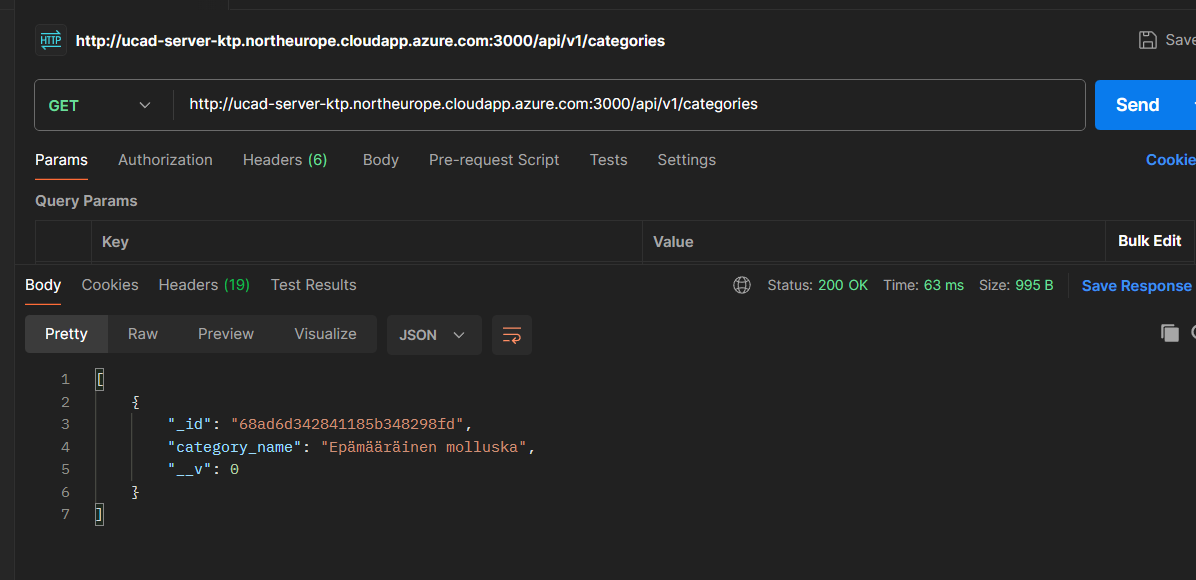 HTTP http://ucad-server-ktp.northeurope.cloudapp.azure.com:3000/api/v1/categories Save
GET http://ucad-server-ktp.northeurope.cloudapp.azure.com:3000/api/v1/categories Send
Params Authorization Headers (6) Body Pre-request Script Tests Settings Cookie
Query Params
Key Value Bulk Edit
Body Cookies Headers (19) Test Results Status: 200 OK Time: 63 ms Size: 995 B Save Response
Pretty Raw Preview Visualize JSON
1 [
2 {
3 "_id": "68ad6d342841185b348298fd",
4 "category_name": "Epämääräinen molluska",
5 "__v": 0
6 }
7 ]